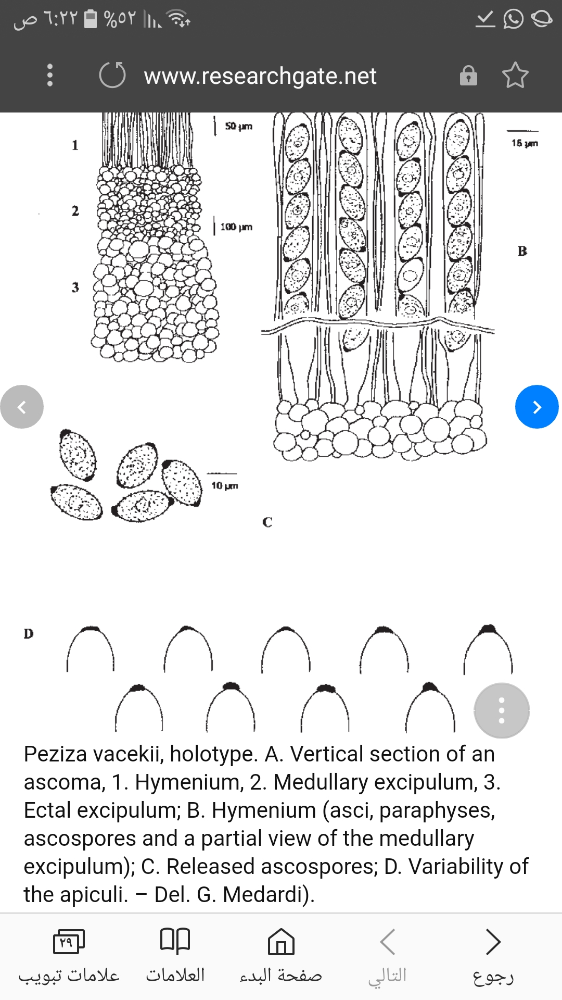 ٦:٢٢ ص %٥٢
www.researchgate.net
50 µm
15 µm
1
2
100 µm
B
3
10 µm
C
D
Peziza vacekii, holotype. A. Vertical section of an
ascoma, 1. Hymenium, 2. Medullary excipulum, 3.
Ectal excipulum; B. Hymenium (asci, paraphyses,
ascospores and a partial view of the medullary
excipulum); C. Released ascospores; D. Variability of
the apiculi. – Del. G. Medardi).
٢٩
رجوع
التالي
صفحة البدء
العلامات
علامات تبويب